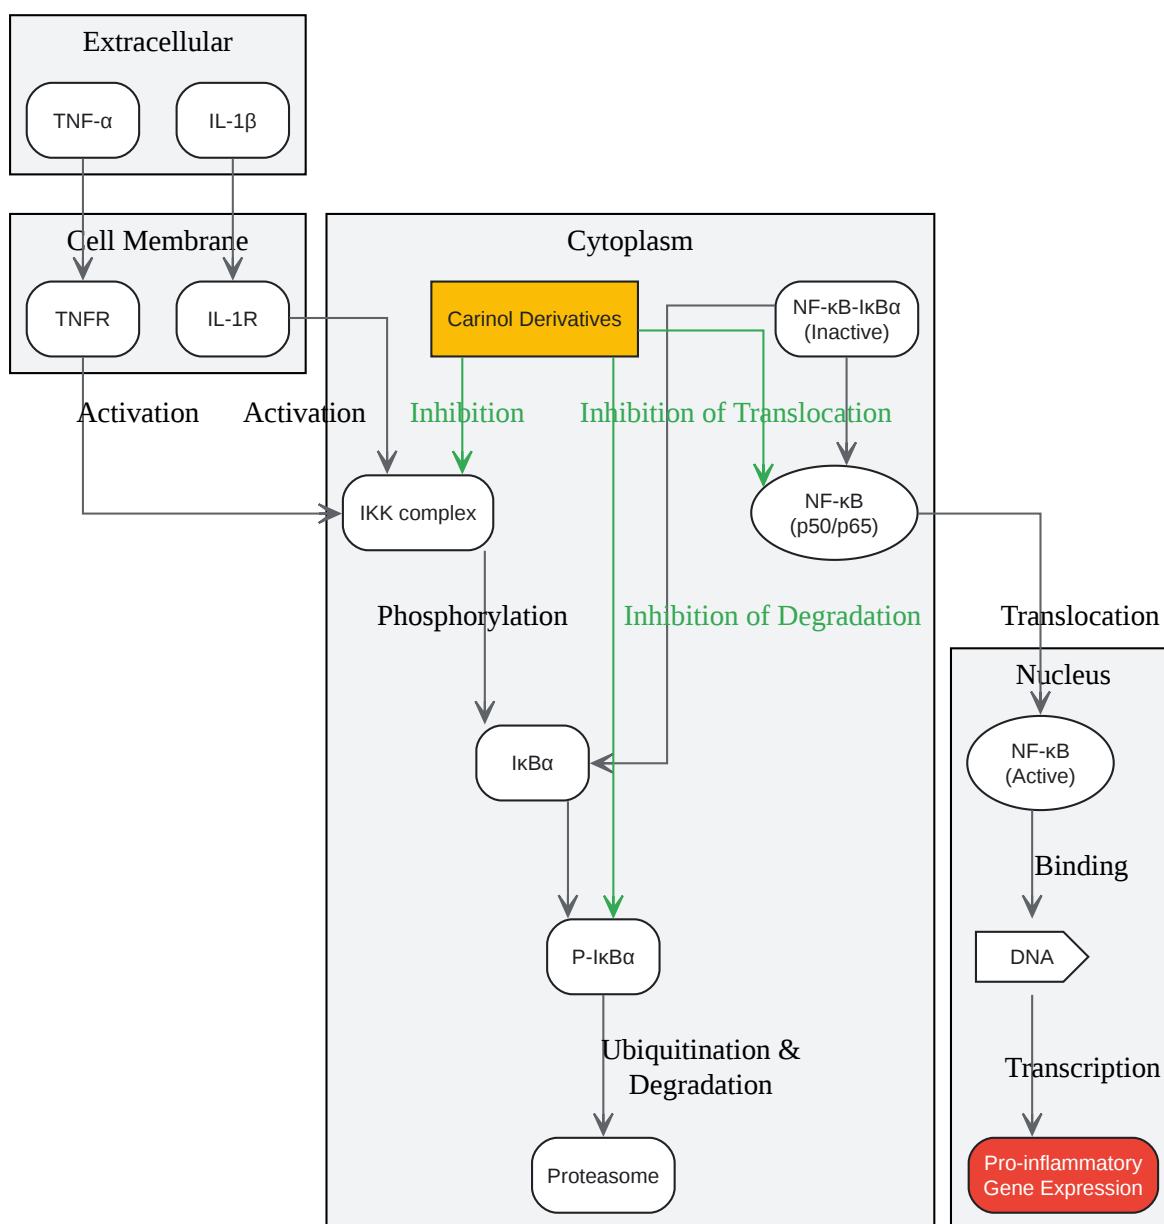 Extracellular
TNF-α
IL-1β
Cell Membrane
TNFR
IL-1R
Cytoplasm
Carinol Derivatives
NF-κB-IκBα
(Inactive)
Activation
Activation
Inhibition
Inhibition of Translocation
IKK complex
NF-κB
(p50/p65)
Phosphorylation
Inhibition of Degradation
Translocation
Nucleus
IκBα
NF-κB
(Active)
Binding
P-IκBα
DNA
Ubiquitination &
Degradation
Transcription
Proteasome
Pro-inflammatory
Gene Expression